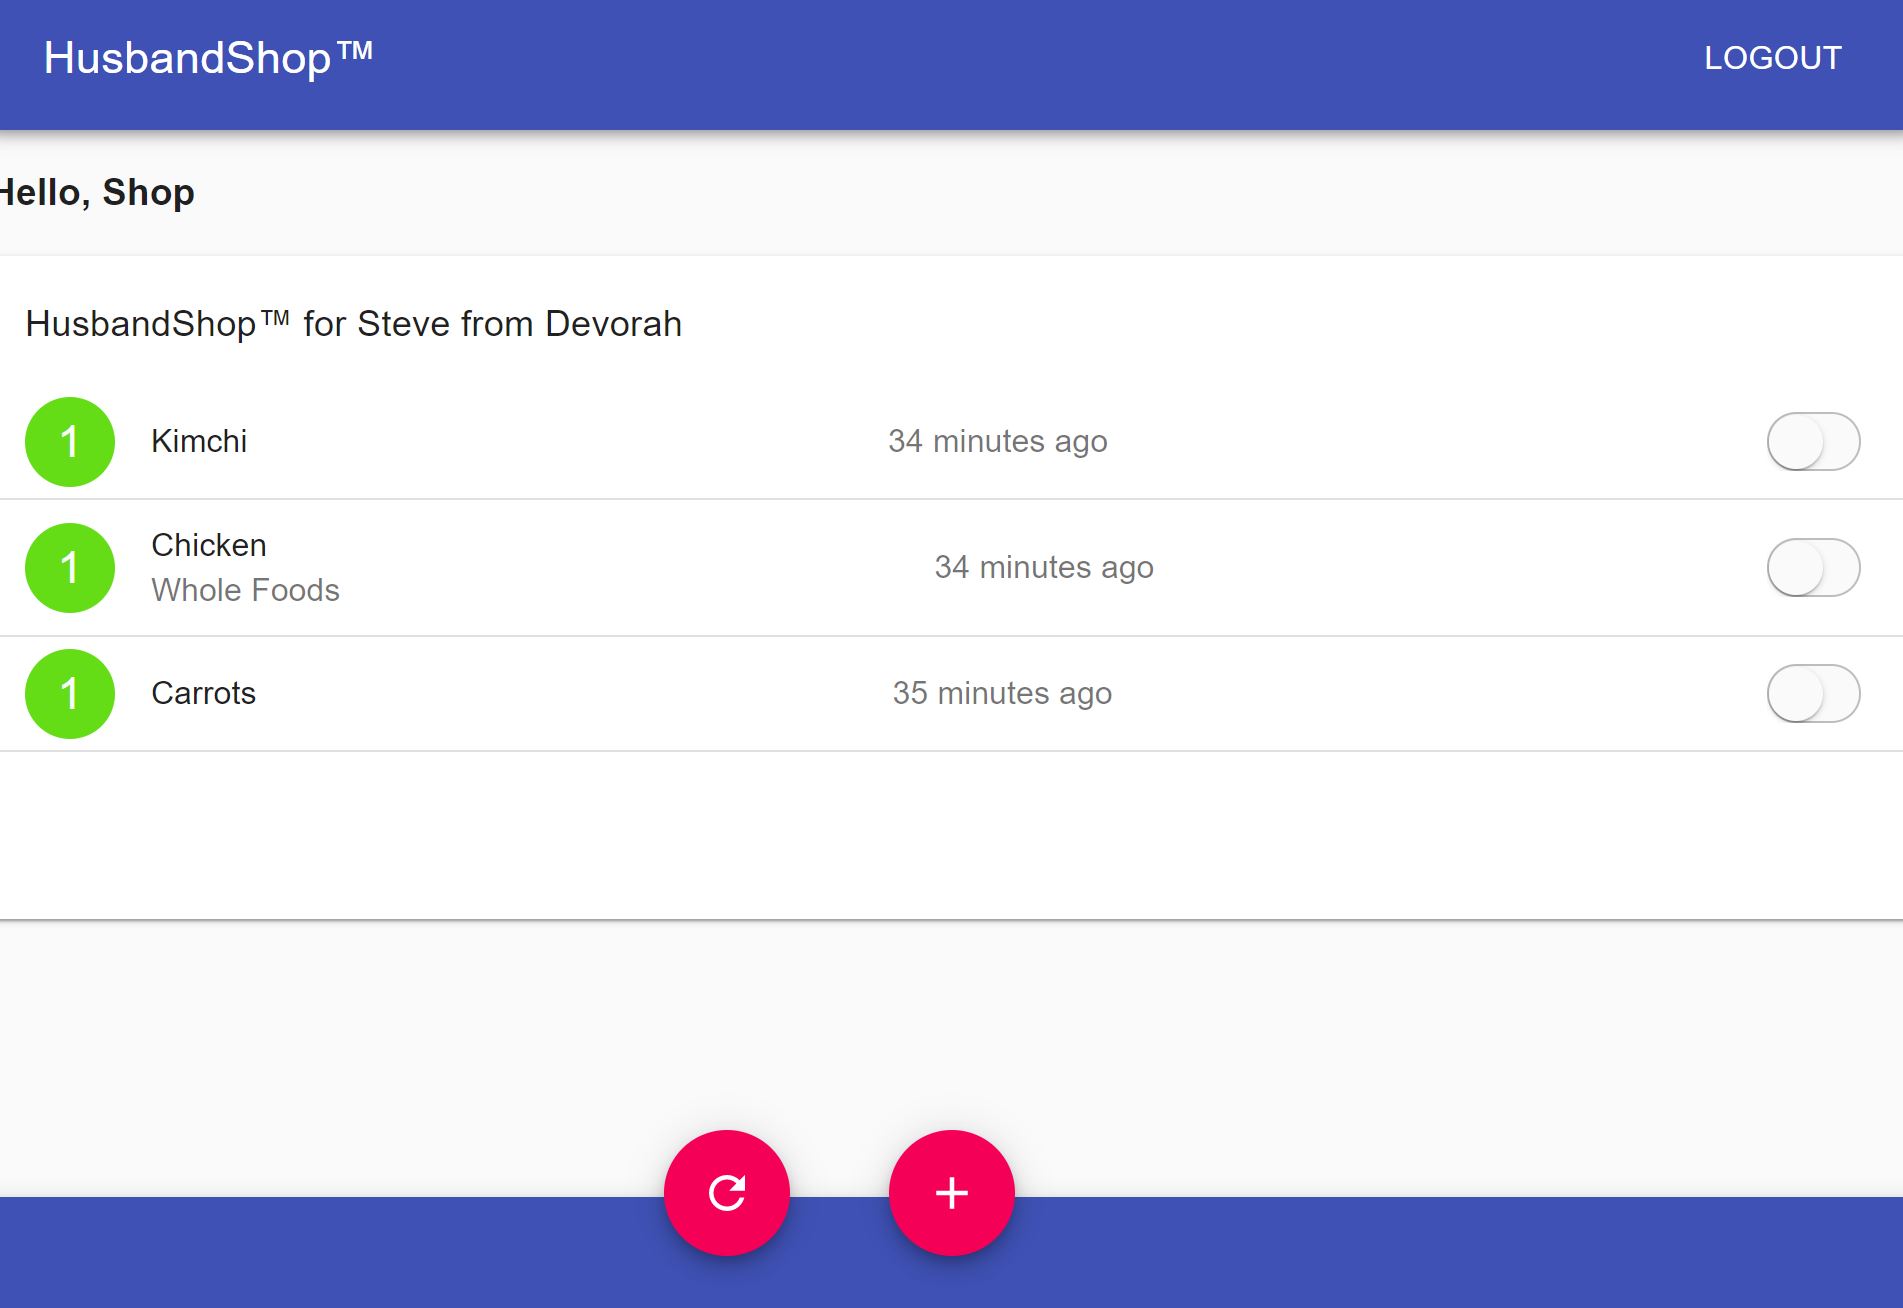 HusbandShop™
LOGOUT
Hello, Shop
HusbandShop™ for Steve from Devorah
1 Kimchi 34 minutes ago
1 Chicken 34 minutes ago
Whole Foods
1 Carrots 35 minutes ago